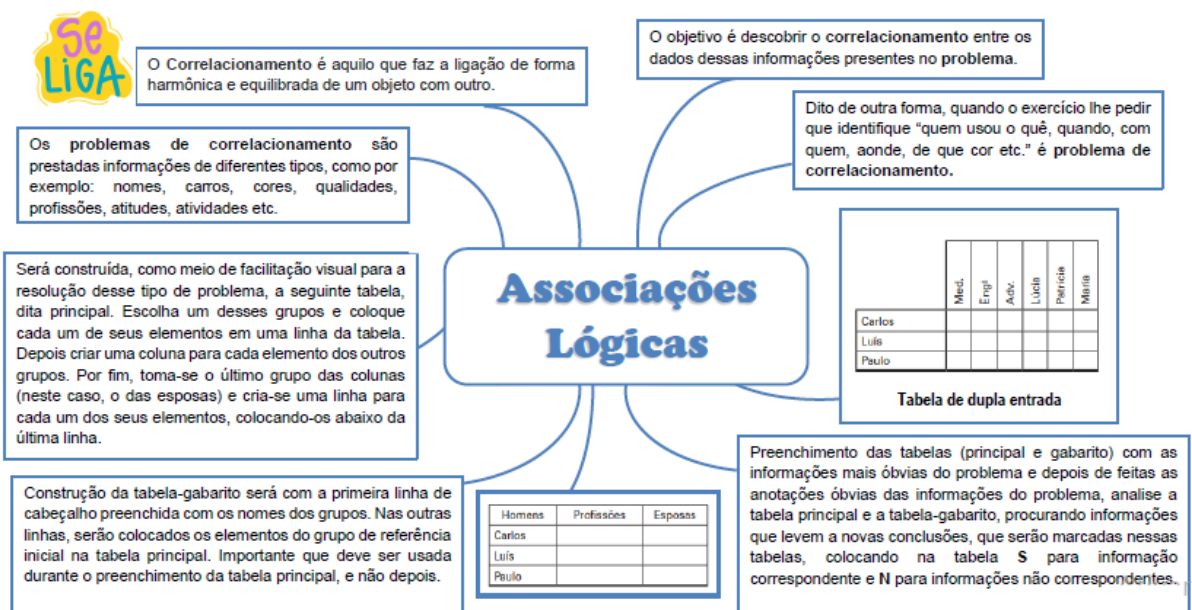 Se
LIGA
O Correlacionamento é aquilo que faz a ligação de forma
harmônica e equilibrada de um objeto com outro.
O objetivo é descobrir o correlacionamento entre os
dados dessas informações presentes no problema.
Dito de outra forma, quando o exercício lhe pedir
que identifique “quem usou o quê, quando, com
quem, aonde, de que cor etc.” é problema de
correlacionamento.
Os problemas de correlacionamento são
prestadas informações de diferentes tipos, como por
exemplo: nomes, carros, cores, qualidades,
profissões, atitudes, atividades etc.
Será construída, como meio de facilitação visual para a
resolução desse tipo de problema, a seguinte tabela,
dita principal. Escolha um desses grupos e coloque
cada um de seus elementos em uma linha da tabela.
Depois criar uma coluna para cada elemento dos outros
grupos. Por fim, toma-se o último grupo das colunas
(neste caso, o das esposas) e cria-se uma linha para
cada um dos seus elementos, colocando-os abaixo da
última linha.
Associações
Lógicas
Med. Engº Adv. Lúcia Patrícia Maria
Carlos
Luís
Paulo
Tabela de dupla entrada
Construção da tabela-gabarito será com a primeira linha de
cabeçalho preenchida com os nomes dos grupos. Nas outras
linhas, serão colocados os elementos do grupo de referência
inicial na tabela principal. Importante que deve ser usada
durante o preenchimento da tabela principal, e não depois.
Homens Profissões Esposas
Carlos
Luís
Paulo
Preenchimento das tabelas (principal e gabarito) com as
informações mais óbvias do problema e depois de feitas as
anotações óbvias das informações do problema, analise a
tabela principal e a tabela-gabarito, procurando informações
que levem a novas conclusões, que serão marcadas nessas
tabelas, colocando na tabela S para informação
correspondente e N para informações não correspondentes.